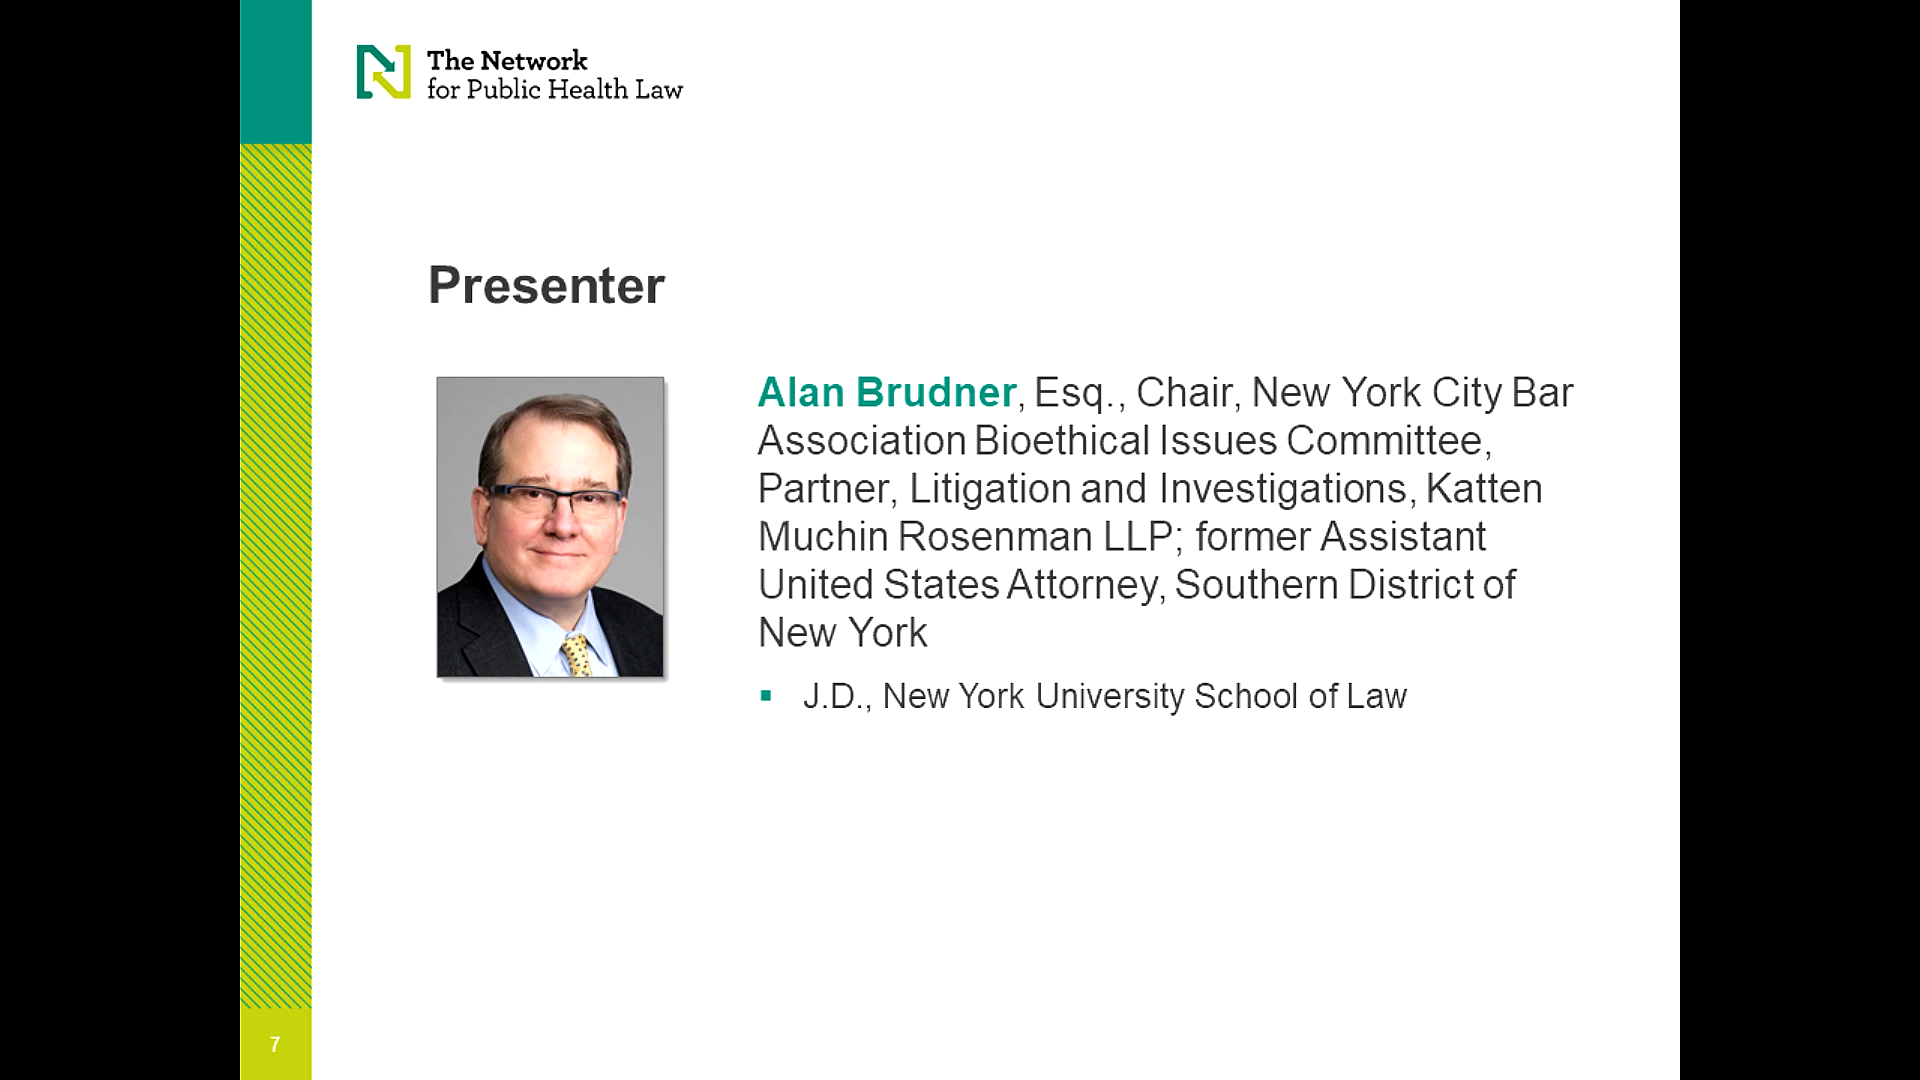 The Network
for Public Health Law
Presenter
Alan Brudner, Esq., Chair, New York City Bar
Association Bioethical Issues Committee,
Partner, Litigation and Investigations, Katten
Muchin Rosenman LLP; former Assistant
United States Attorney, Southern District of
New York
▪ J.D., New York University School of Law
7